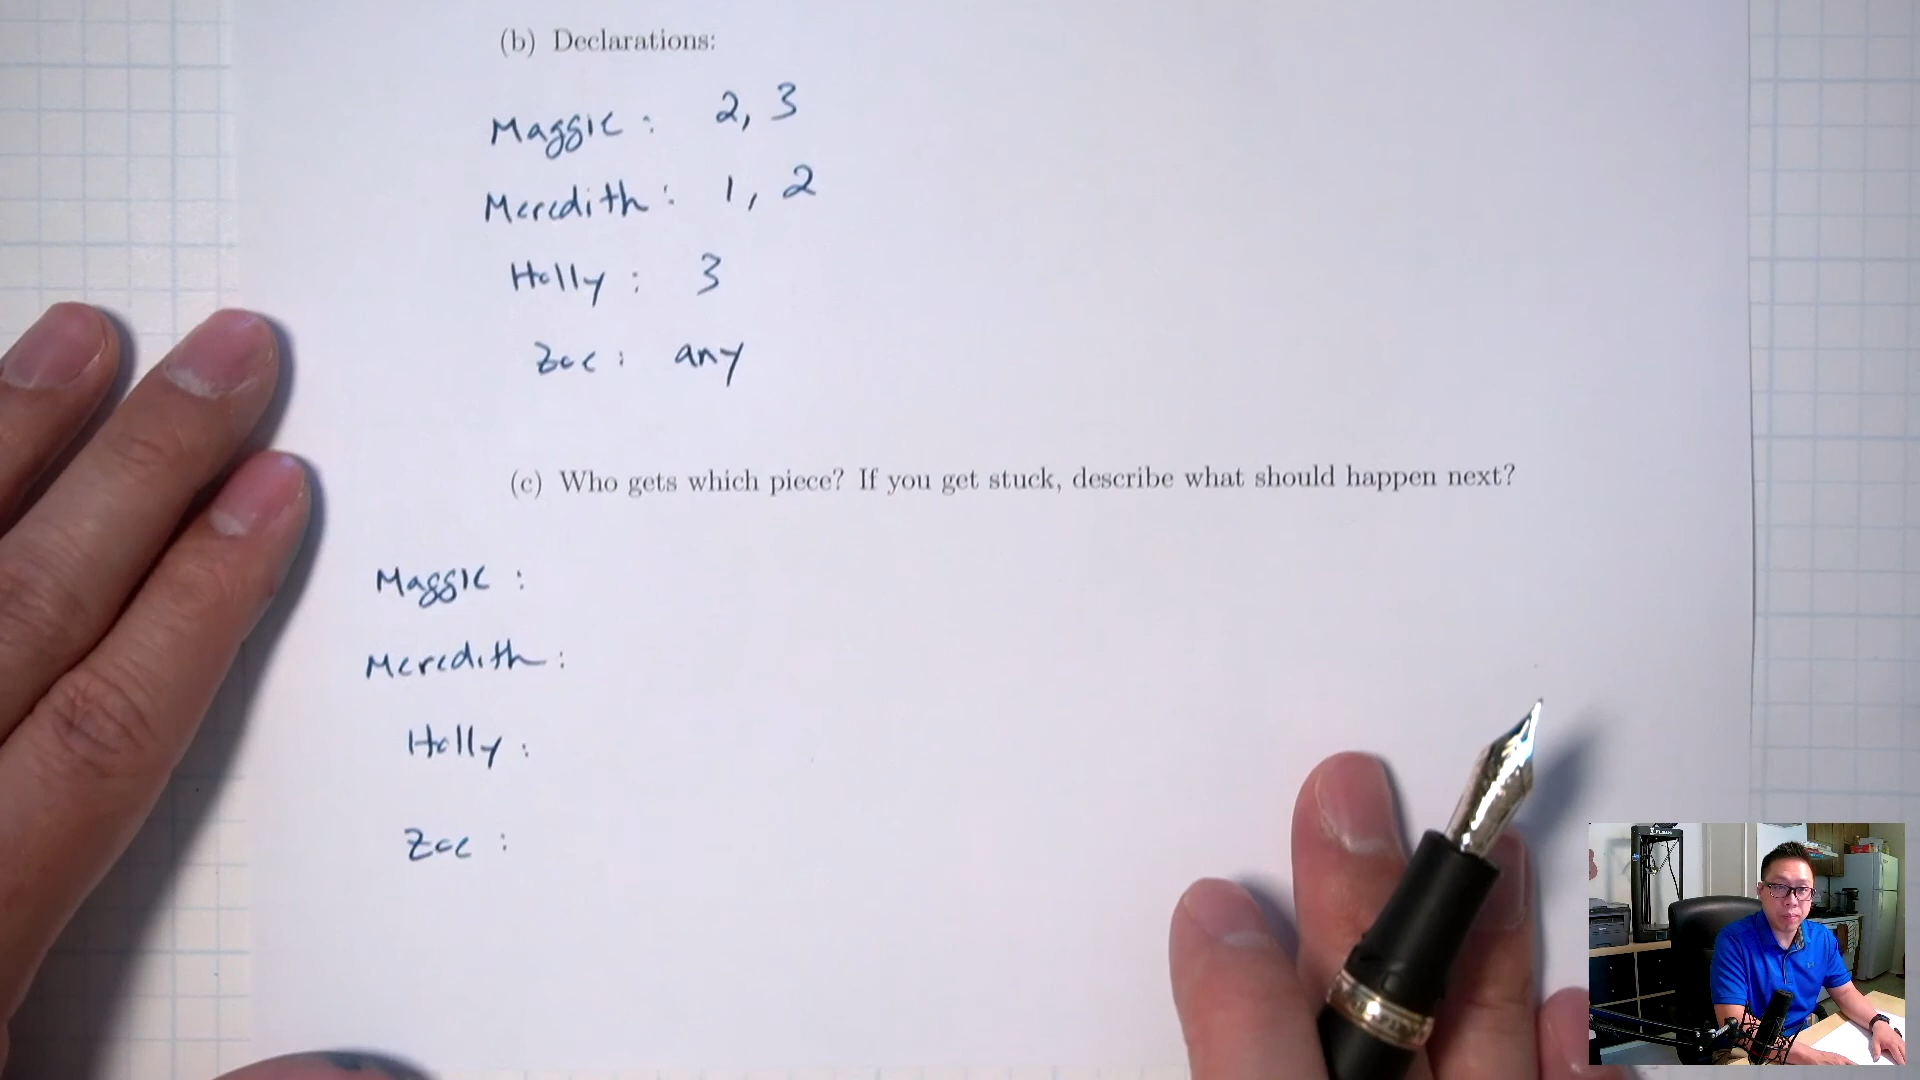 (b) Declarations:
Maggie: 2, 3
Meredith: 1, 2
Holly: 3
Zoe: any
(c) Who gets which piece? If you get stuck, describe what should happen next?
Maggie:
Meredith:
Holly:
Zoe: